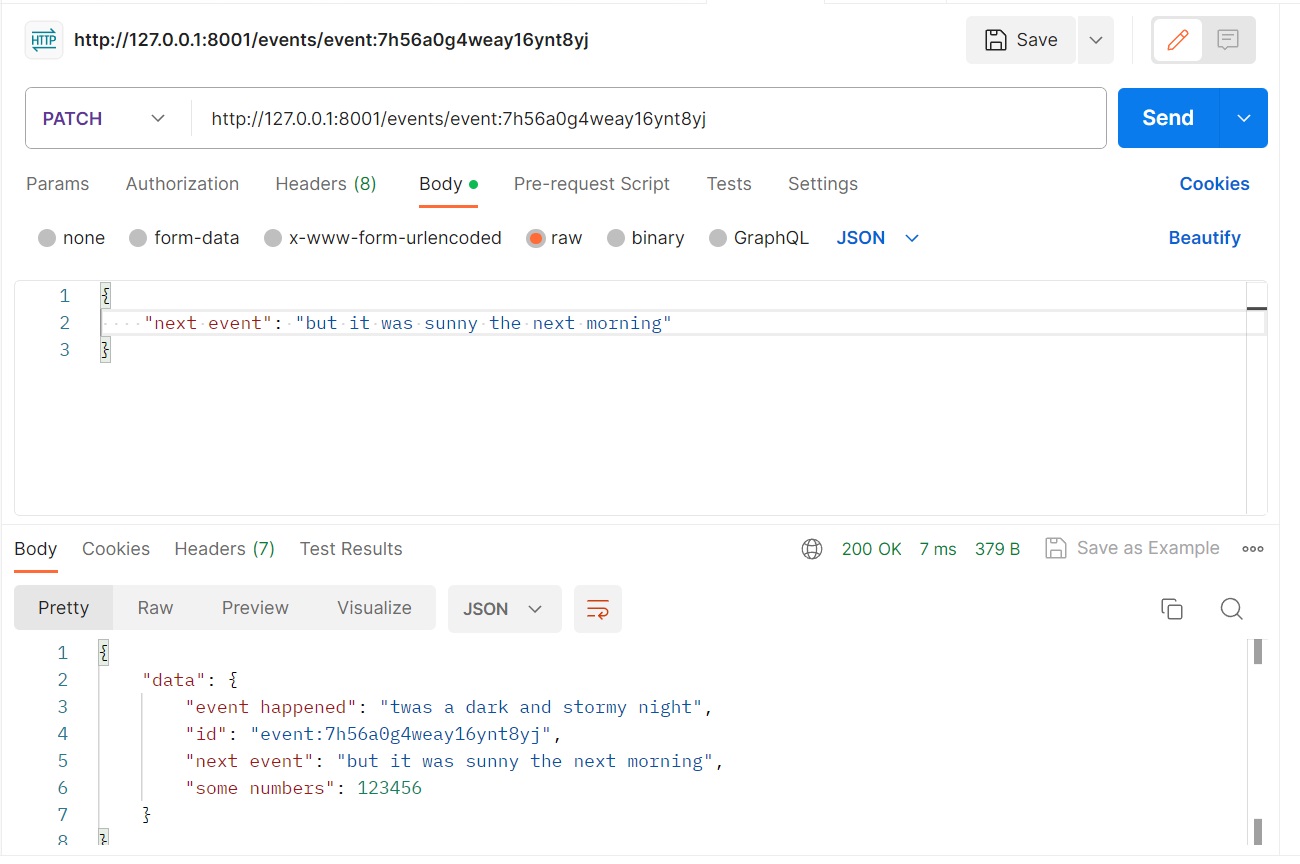 HTTP http://127.0.0.1:8001/events/event:7h56a0g4weay16ynt8yj Save
PATCH http://127.0.0.1:8001/events/event:7h56a0g4weay16ynt8yj Send
Params Authorization Headers (8) Body Pre-request Script Tests Settings Cookies
none form-data x-www-form-urlencoded raw binary GraphQL JSON Beautify
1 {
2 "next event": "but it was sunny the next morning"
3 }
Body Cookies Headers (7) Test Results 200 OK 7 ms 379 B Save as Example
Pretty Raw Preview Visualize JSON
1 {
2 "data": {
3 "event happened": "twas a dark and stormy night",
4 "id": "event:7h56a0g4weay16ynt8yj",
5 "next event": "but it was sunny the next morning",
6 "some numbers": 123456
7 }
8 }